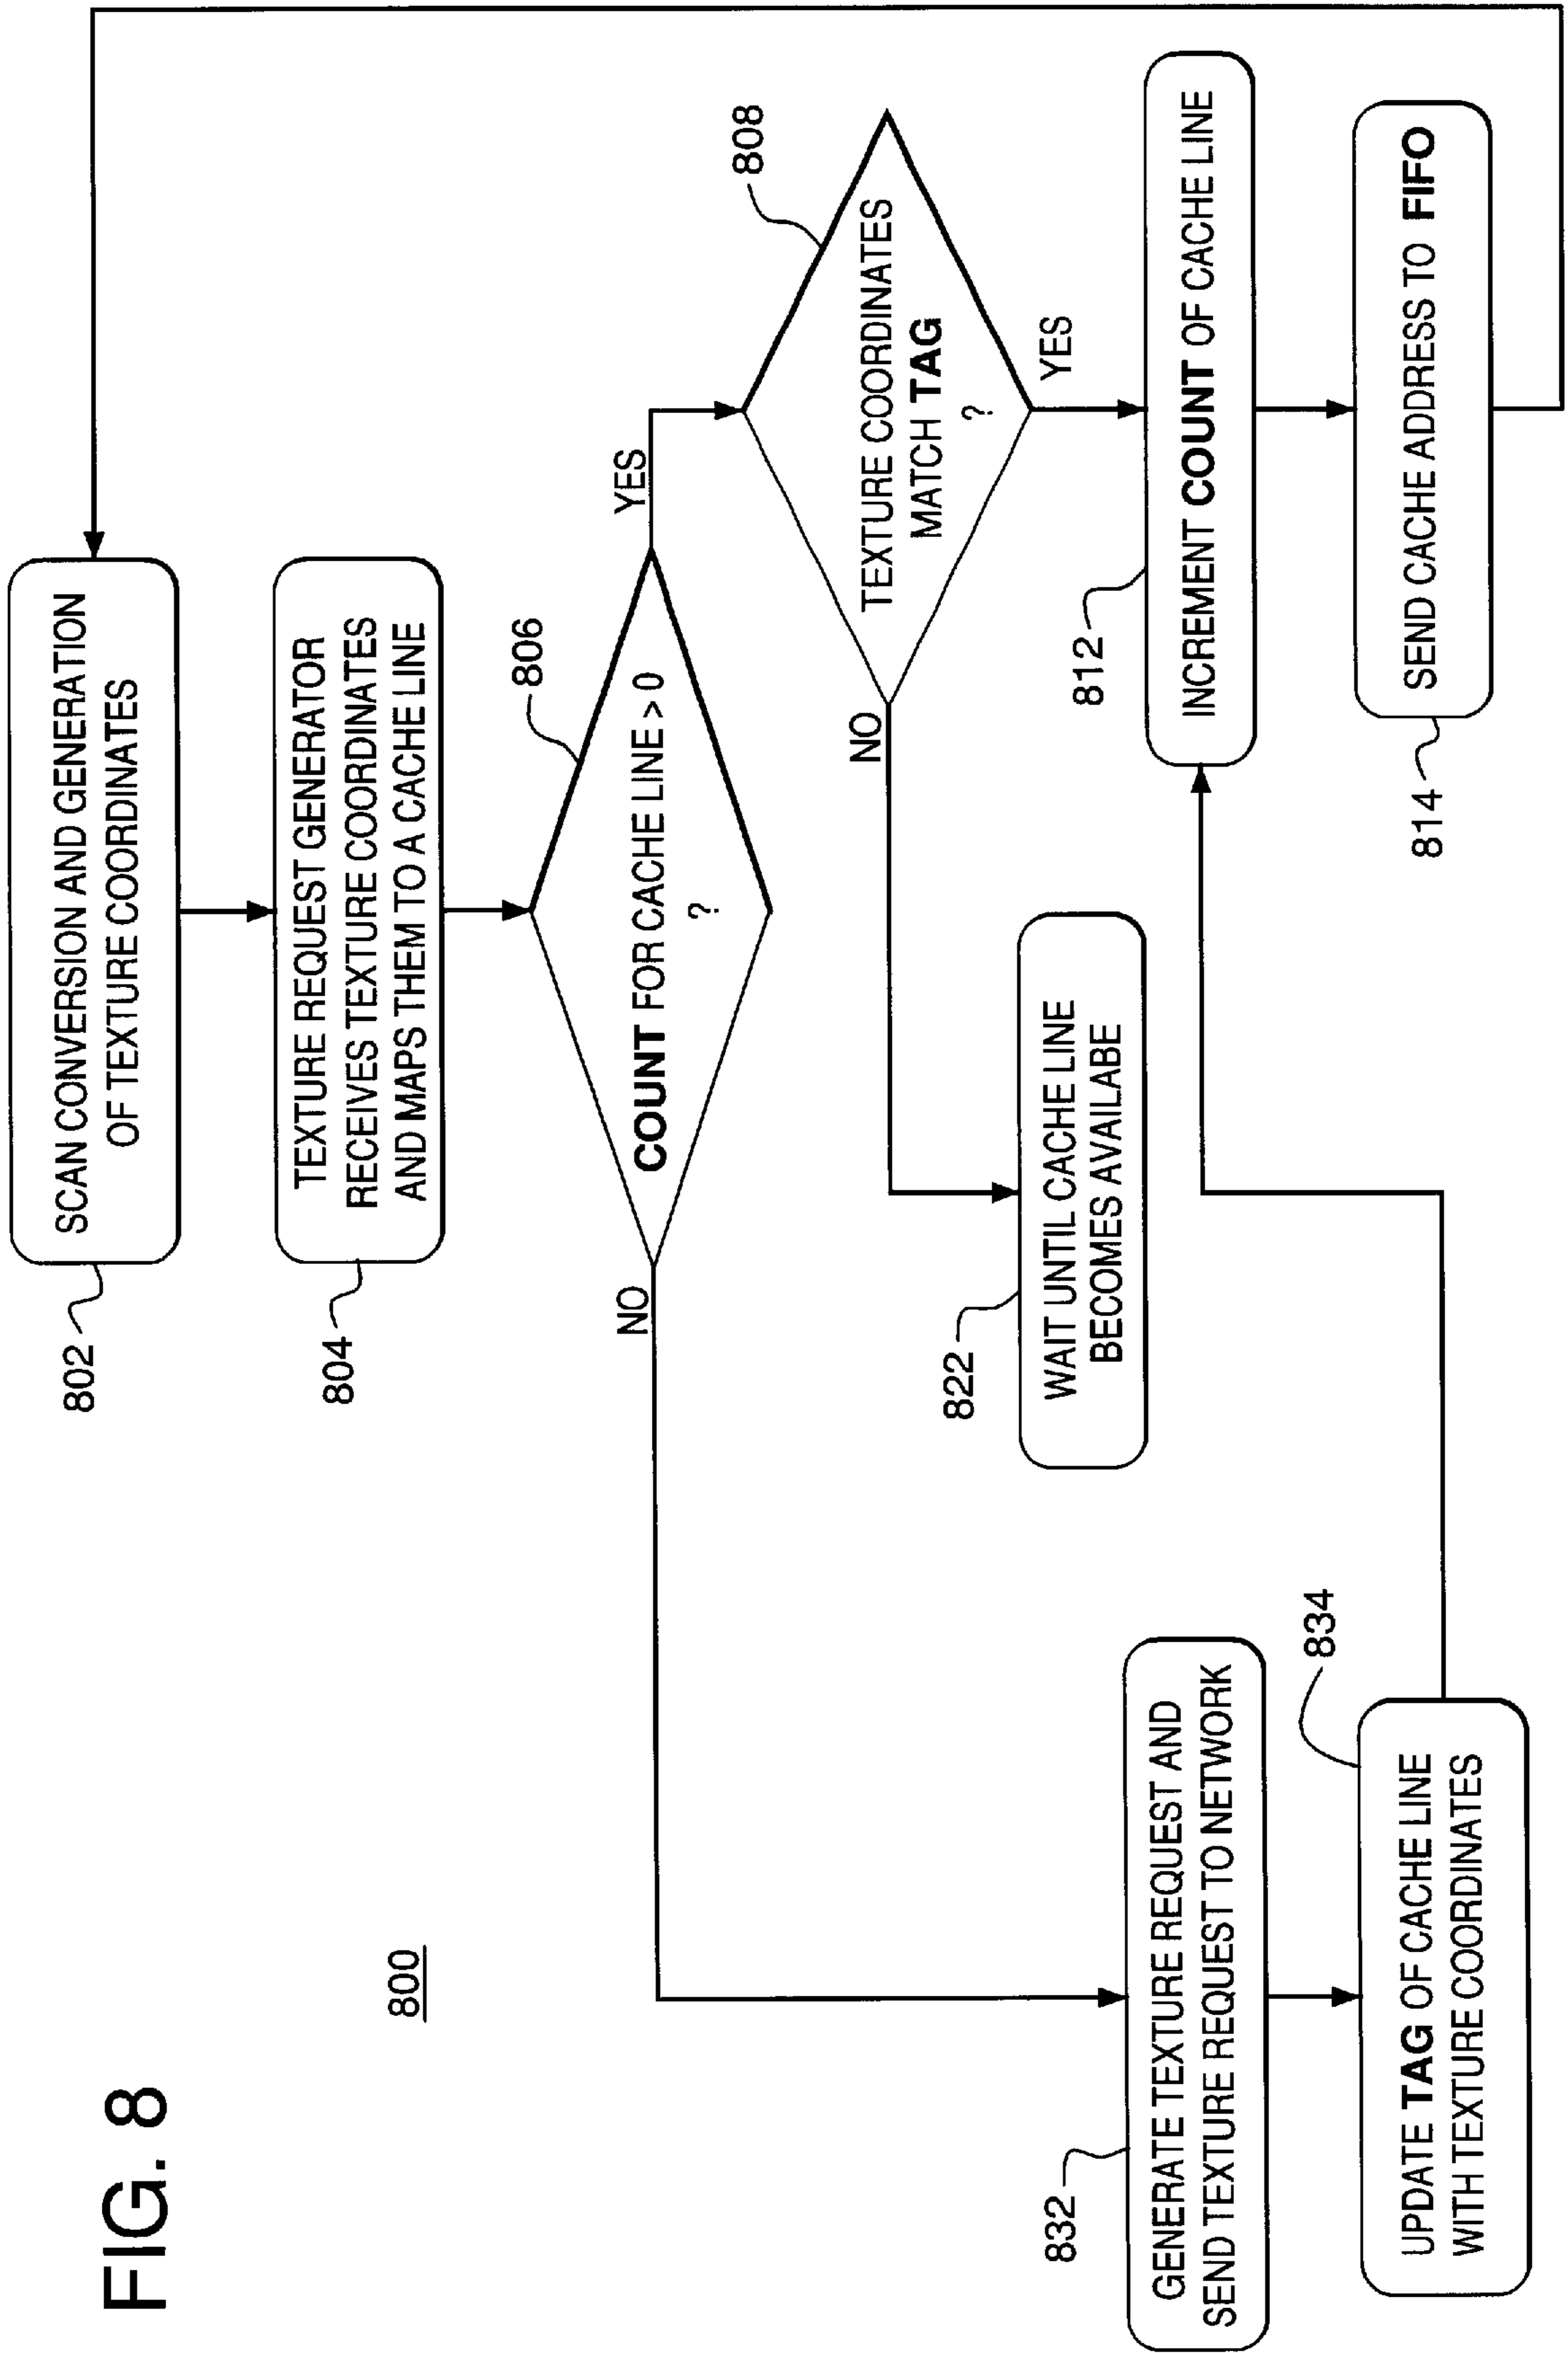 FIG. 8
800
802
SCAN CONVERSION AND GENERATION
OF TEXTURE COORDINATES
804
TEXTURE REQUEST GENERATOR
RECEIVES TEXTURE COORDINATES
AND MAPS THEM TO A CACHE LINE
806
COUNT FOR CACHE LINE > 0
?
NO
YES
808
TEXTURE COORDINATES
MATCH TAG
?
NO
YES
822
WAIT UNTIL CACHE LINE
BECOMES AVAILABE
812
INCREMENT COUNT OF CACHE LINE
814
SEND CACHE ADDRESS TO FIFO
832
GENERATE TEXTURE REQUEST AND
SEND TEXTURE REQUEST TO NETWORK
834
UPDATE TAG OF CACHE LINE
WITH TEXTURE COORDINATES